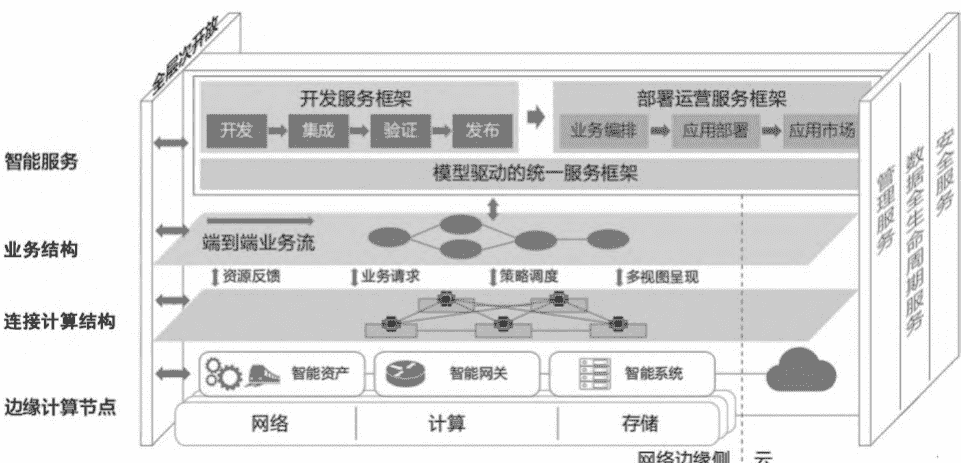 全层次开放
开发服务框架
部署运营服务框架
开发
集成
验证
发布
业务编排
应用部署
应用市场
模型驱动的统一服务框架
智能服务
端到端业务流
业务结构
资源反馈
业务请求
策略调度
多视图呈现
连接计算结构
智能资产
智能网关
智能系统
边缘计算节点
网络
计算
存储
网络边缘侧
云
管理服务
数据全生命周期服务
安全服务